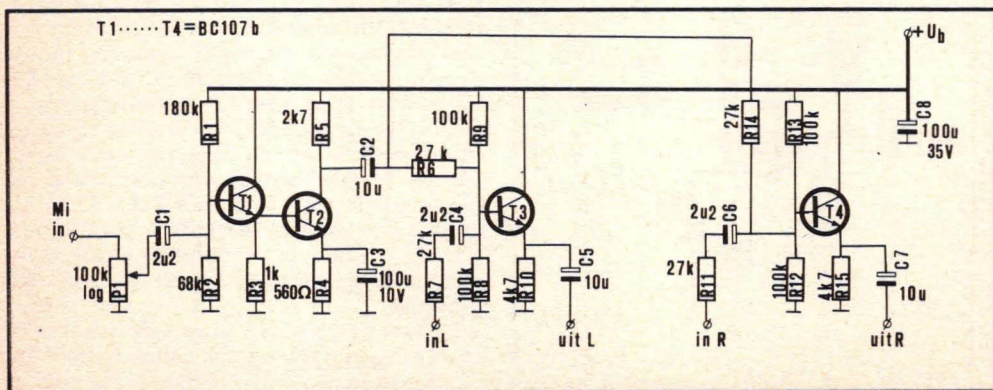 T1······T4=BC107b
+Ub
180k
R1
2k7
R5
C2
10u
100k
R9
27k
R6
27k
R14
R13
100k
C8
100u
35V
Mi
in
C1
2u2
T1
T2
2u2
C4
T3
2u2
C6
T4
100k
log
P1
68k
R2
1k
R3
560Ω
R4
C3
100u
10V
27k
R7
100k
R8
4k7
R10
C5
10u
27k
R11
100k
R12
4k7
R15
C7
10u
inL
uit L
in R
uitR